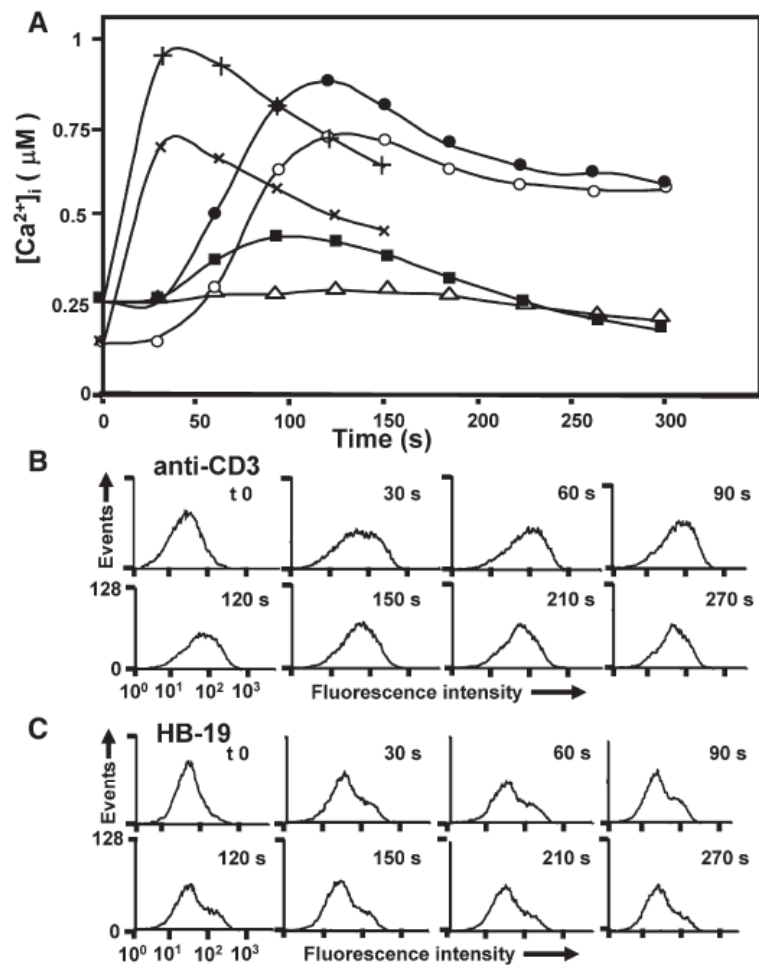 A
1
0.75
0.5
0.25
0
[Ca²⁺]ᵢ ( µM )
0 50 100 150 200 250 300
Time (s)
B
anti-CD3
Events
t 0 30 s 60 s 90 s
128
0
120 s 150 s 210 s 270 s
10⁰ 10¹ 10² 10³
Fluorescence intensity
C
HB-19
Events
t 0 30 s 60 s 90 s
128
0
120 s 150 s 210 s 270 s
10⁰ 10¹ 10² 10³
Fluorescence intensity